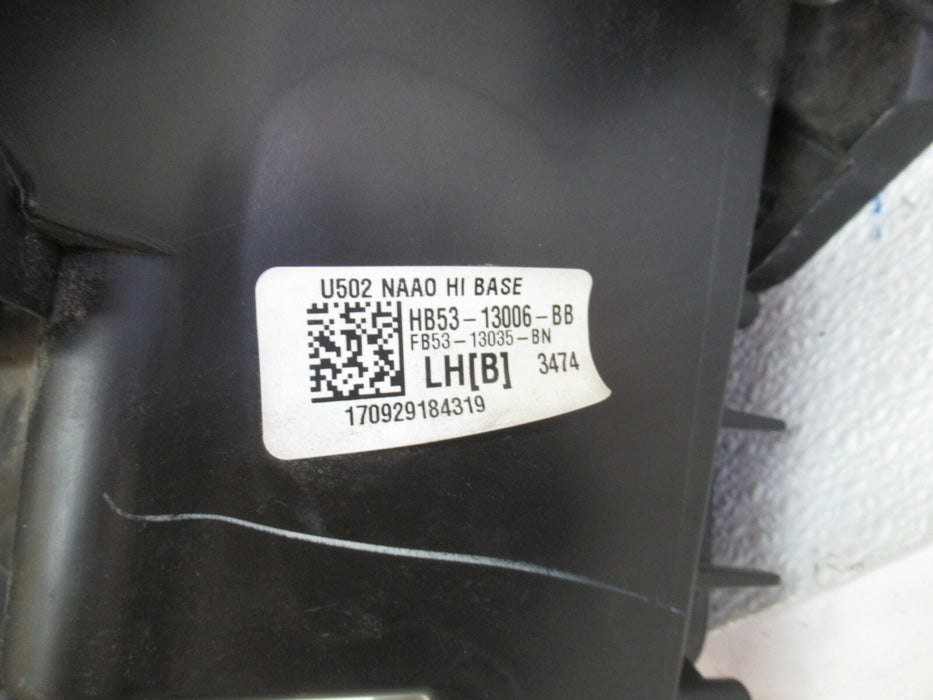 U502 NAAO HI BASE
HB53-13006-BB
FB53-13035-BN
LH[B] 3474
170929184319